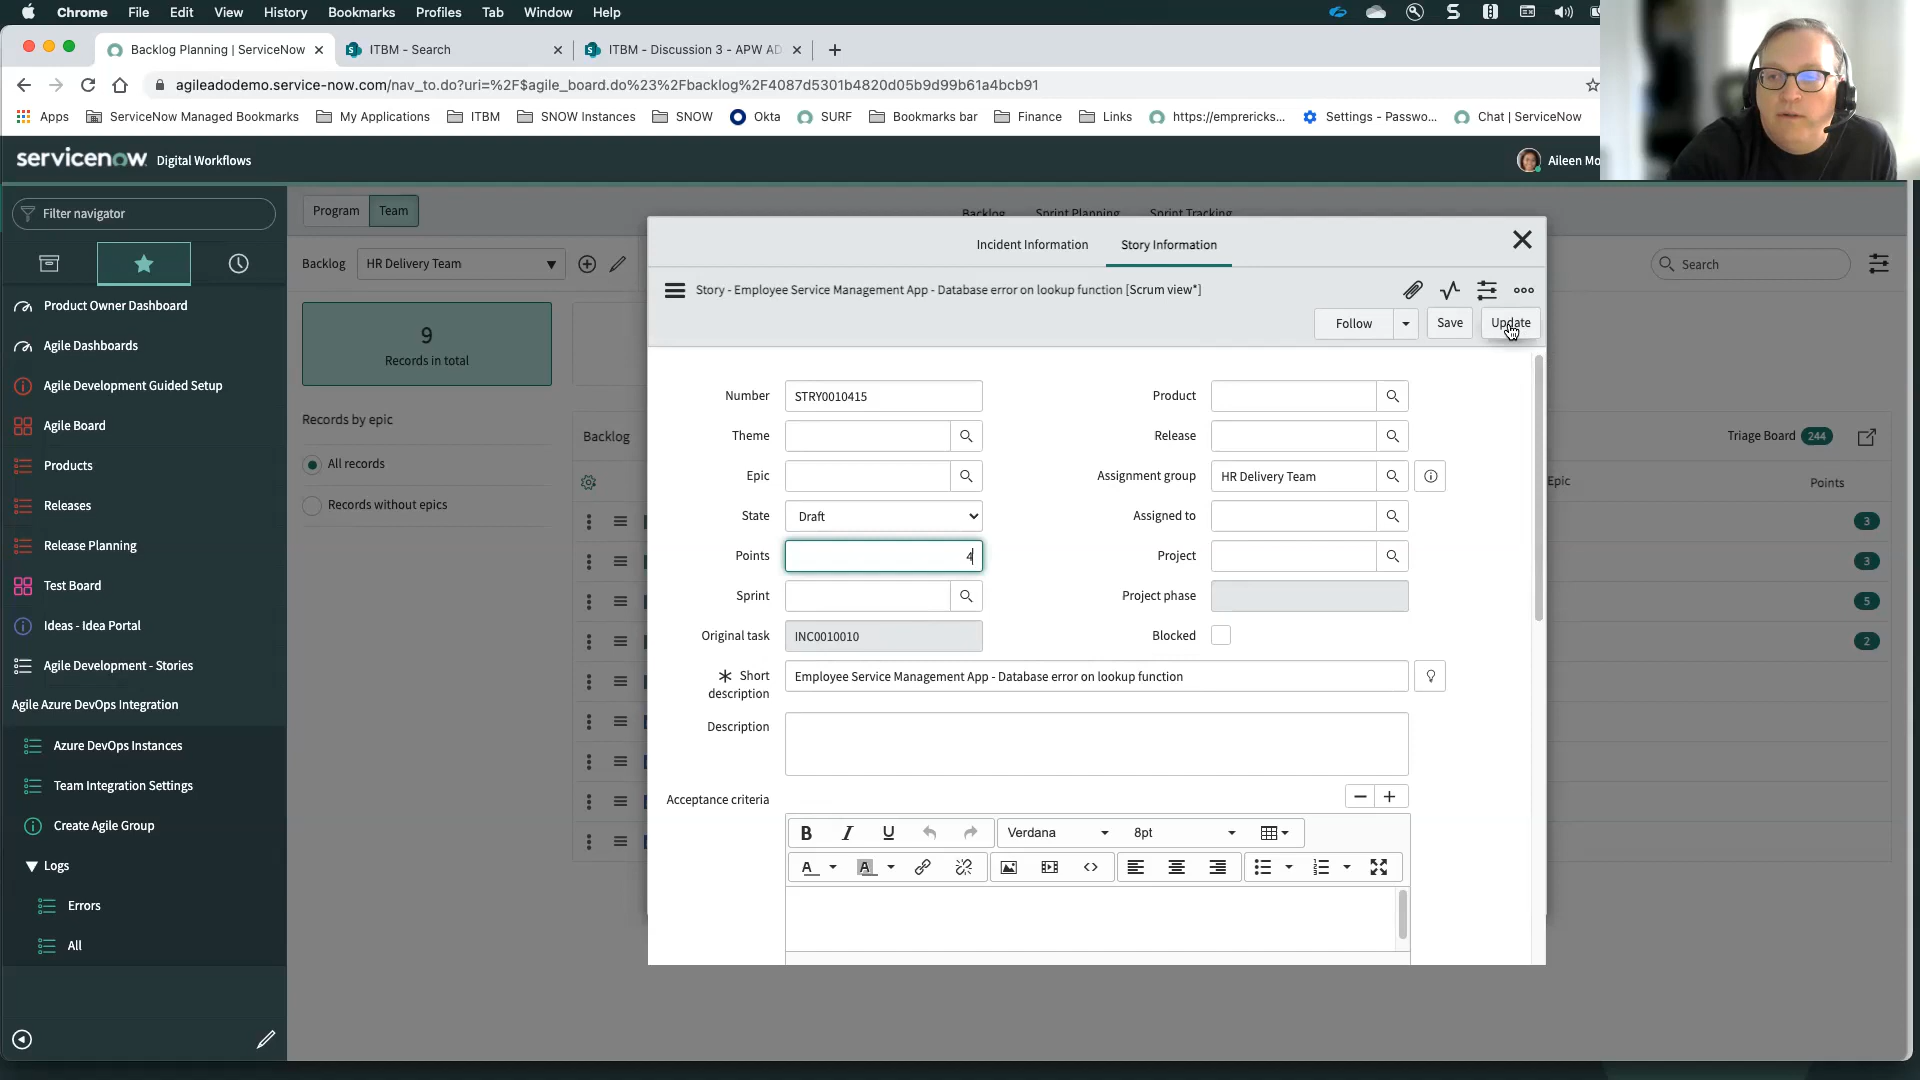 Chrome File Edit View History Bookmarks Profiles Tab Window Help
Backlog Planning | ServiceNow
ITBM - Search
ITBM - Discussion 3 - APW AD
agileadodemo.service-now.com/nav_to.do?uri=%2F$agile_board.do%23%2Fbacklog%2F4087d5301b4820d05b9d99b61a4bcb91
Apps ServiceNow Managed Bookmarks My Applications ITBM SNOW Instances SNOW Okta SURF Bookmarks bar Finance Links https://emprericks... Settings - Passwo... Chat | ServiceNow
servicenow Digital Workflows
Aileen Mo
Filter navigator
Product Owner Dashboard
Agile Dashboards
Agile Development Guided Setup
Agile Board
Products
Releases
Release Planning
Test Board
Ideas - Idea Portal
Agile Development - Stories
Agile Azure DevOps Integration
Azure DevOps Instances
Team Integration Settings
Create Agile Group
Logs
Errors
All
Program Team
Backlog Sprint Planning Sprint Tracking
Backlog HR Delivery Team
Search
9
Records in total
Records by epic
All records
Records without epics
Backlog
Triage Board 244
Epic Points
3
3
5
2
Incident Information Story Information
Story - Employee Service Management App - Database error on lookup function [Scrum view*]
Follow Save Update
Number STRY0010415
Theme
Epic
State Draft
Points 4
Sprint
Original task INC0010010
Product
Release
Assignment group HR Delivery Team
Assigned to
Project
Project phase
Blocked
Short description Employee Service Management App - Database error on lookup function
Description
Acceptance criteria
B I U Verdana 8pt
A A